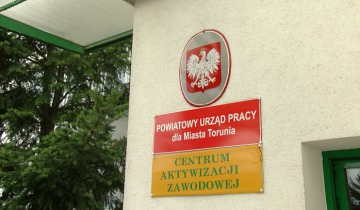 POWIATOWY URZĄD PRACY
dla Miasta Torunia
CENTRUM
AKTYWIZACJI
ZAWODOWEJ